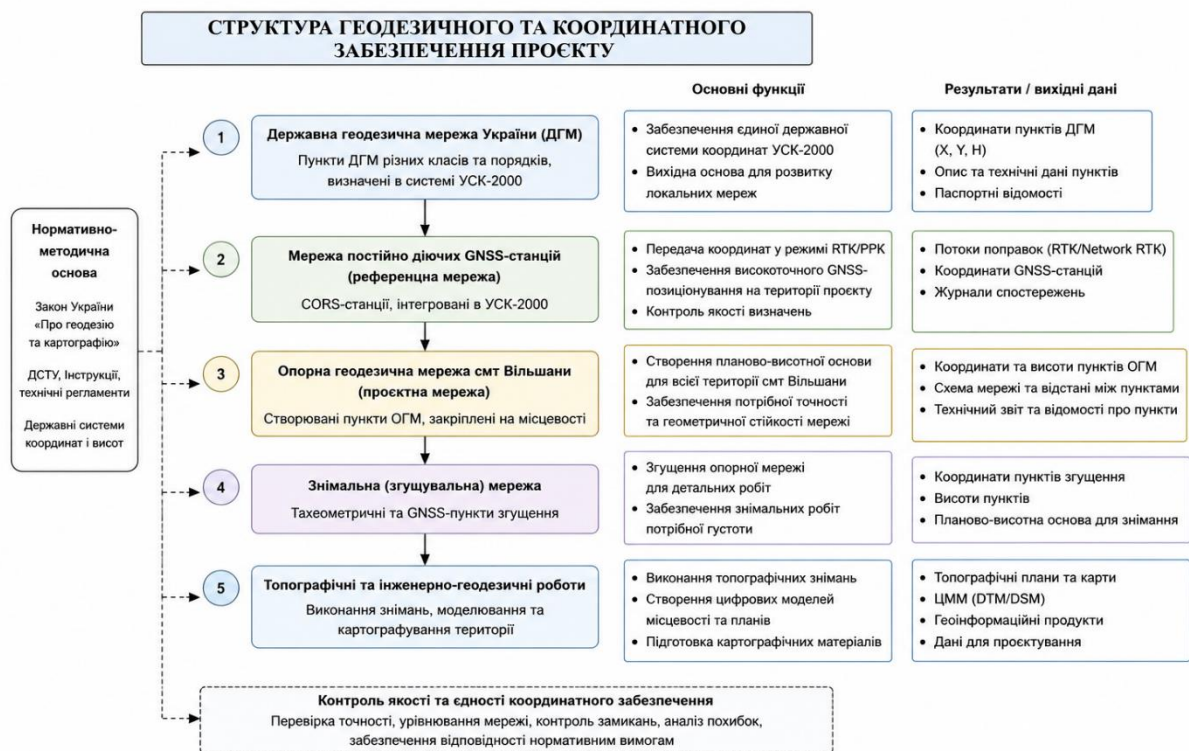 СТРУКТУРА ГЕОДЕЗИЧНОГО ТА КООРДИНАТНОГО
ЗАБЕЗПЕЧЕННЯ ПРОЄКТУ
Основні функції
Результати / вихідні дані
Нормативно-
методична
основа
Закон України
«Про геодезію
та картографію»
ДСТУ, Інструкції,
технічні регламенти
Державні системи
координат і висот
1
Державна геодезична мережа України (ДГМ)
Пункти ДГМ різних класів та порядків,
визначені в системі УСК-2000
• Забезпечення єдиної державної
системи координат УСК-2000
• Вихідна основа для розвитку
локальних мереж
• Координати пунктів ДГМ
(X, Y, H)
• Опис та технічні дані пунктів
• Паспортні відомості
2
Мережа постійно діючих GNSS-станцій
(референцна мережа)
CORS-станції, інтегровані в УСК-2000
• Передача координат у режимі RTK/PPK
• Забезпечення високоточного GNSS-
позиціонування на території проєкту
• Контроль якості визначень
• Потоки поправок (RTK/Network RTK)
• Координати GNSS-станцій
• Журнали спостережень
3
Опорна геодезична мережа смт Вільшани
(проєктна мережа)
Створювані пункти ОГМ, закріплені на місцевості
• Створення планово-висотної основи
для всієї території смт Вільшани
• Забезпечення потрібної точності
та геометричної стійкості мережі
• Координати та висоти пунктів ОГМ
• Схема мережі та відстані між пунктами
• Технічний звіт та відомості про пункти
4
Знімальна (згущувальна) мережа
Тахеометричні та GNSS-пункти згущення
• Згущення опорної мережі
для детальних робіт
• Забезпечення знімальних робіт
потрібної густоти
• Координати пунктів згущення
• Висоти пунктів
• Планово-висотна основа для знімання
5
Топографічні та інженерно-геодезичні роботи
Виконання знімань, моделювання та
картографування території
• Виконання топографічних знімань
• Створення цифрових моделей
місцевості та планів
• Підготовка картографічних матеріалів
• Топографічні плани та карти
• ЦММ (DTM/DSM)
• Геоінформаційні продукти
• Дані для проєктування
Контроль якості та єдності координатного забезпечення
Перевірка точності, урівнювання мережі, контроль замикань, аналіз похибок,
забезпечення відповідності нормативним вимогам